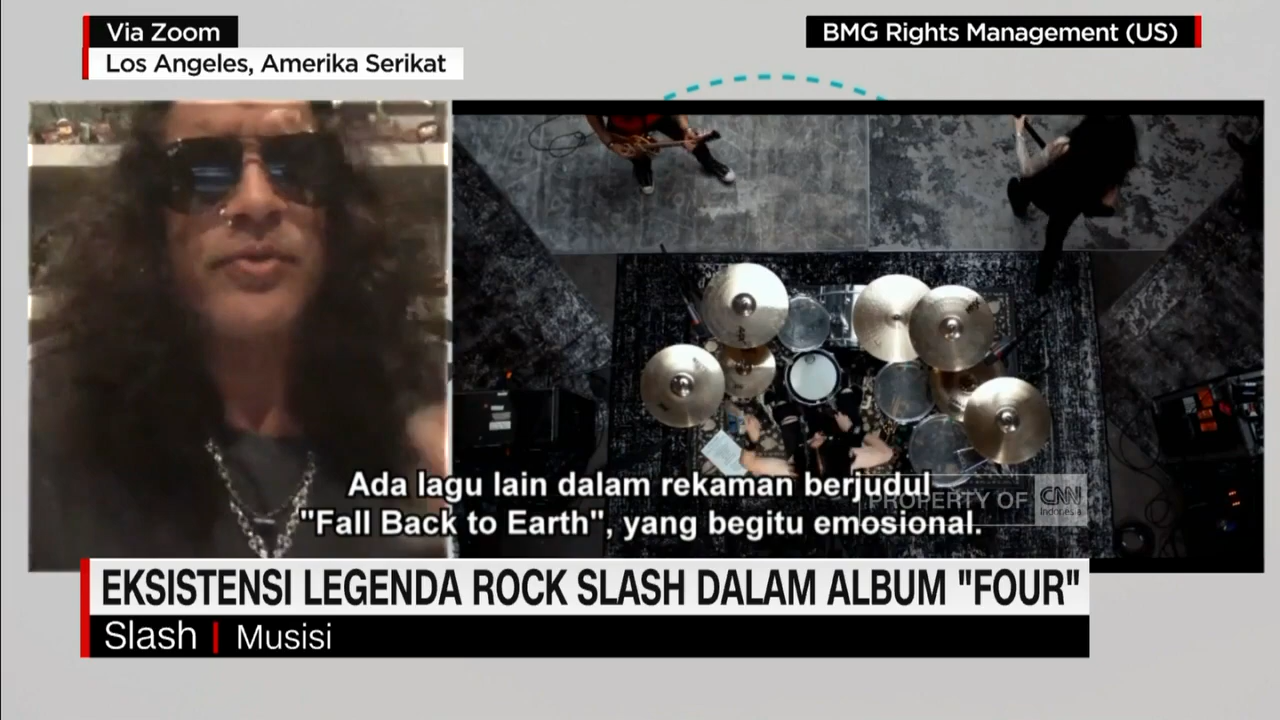 Via Zoom
Los Angeles, Amerika Serikat
BMG Rights Management (US)
Ada lagu lain dalam rekaman berjudul
"Fall Back to Earth", yang begitu emosional.
PROPERTY OF CNN Indonesia
EKSISTENSI LEGENDA ROCK SLASH DALAM ALBUM "FOUR"
Slash | Musisi